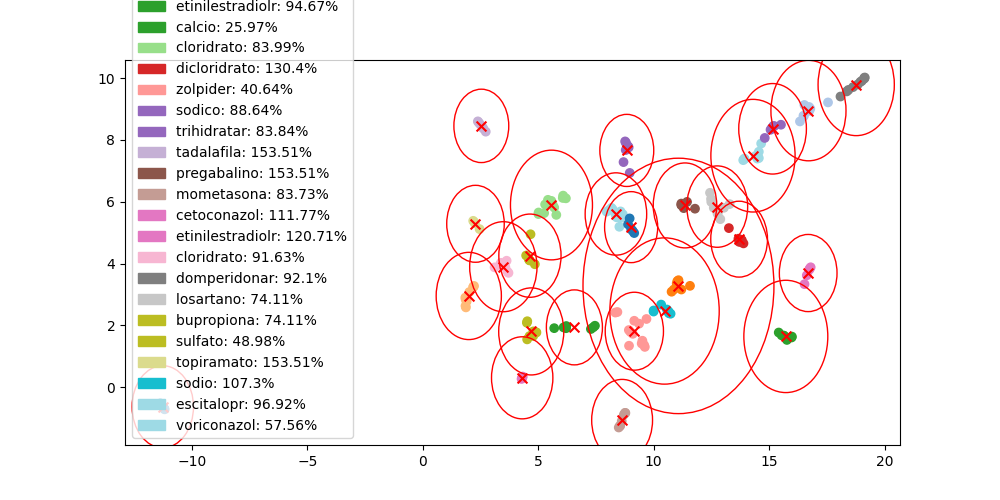 etinilestradiolr: 94.67%
calcio: 25.97%
cloridrato: 83.99%
dicloridrato: 130.4%
zolpider: 40.64%
sodico: 88.64%
trihidratar: 83.84%
tadalafila: 153.51%
pregabalino: 153.51%
mometasona: 83.73%
cetoconazol: 111.77%
etinilestradiolr: 120.71%
cloridrato: 91.63%
domperidonar: 92.1%
losartano: 74.11%
bupropiona: 74.11%
sulfato: 48.98%
topiramato: 153.51%
sodio: 107.3%
escitalopr: 96.92%
voriconazol: 57.56%
10
8
6
4
2
0
−10 −5 0 5 10 15 20